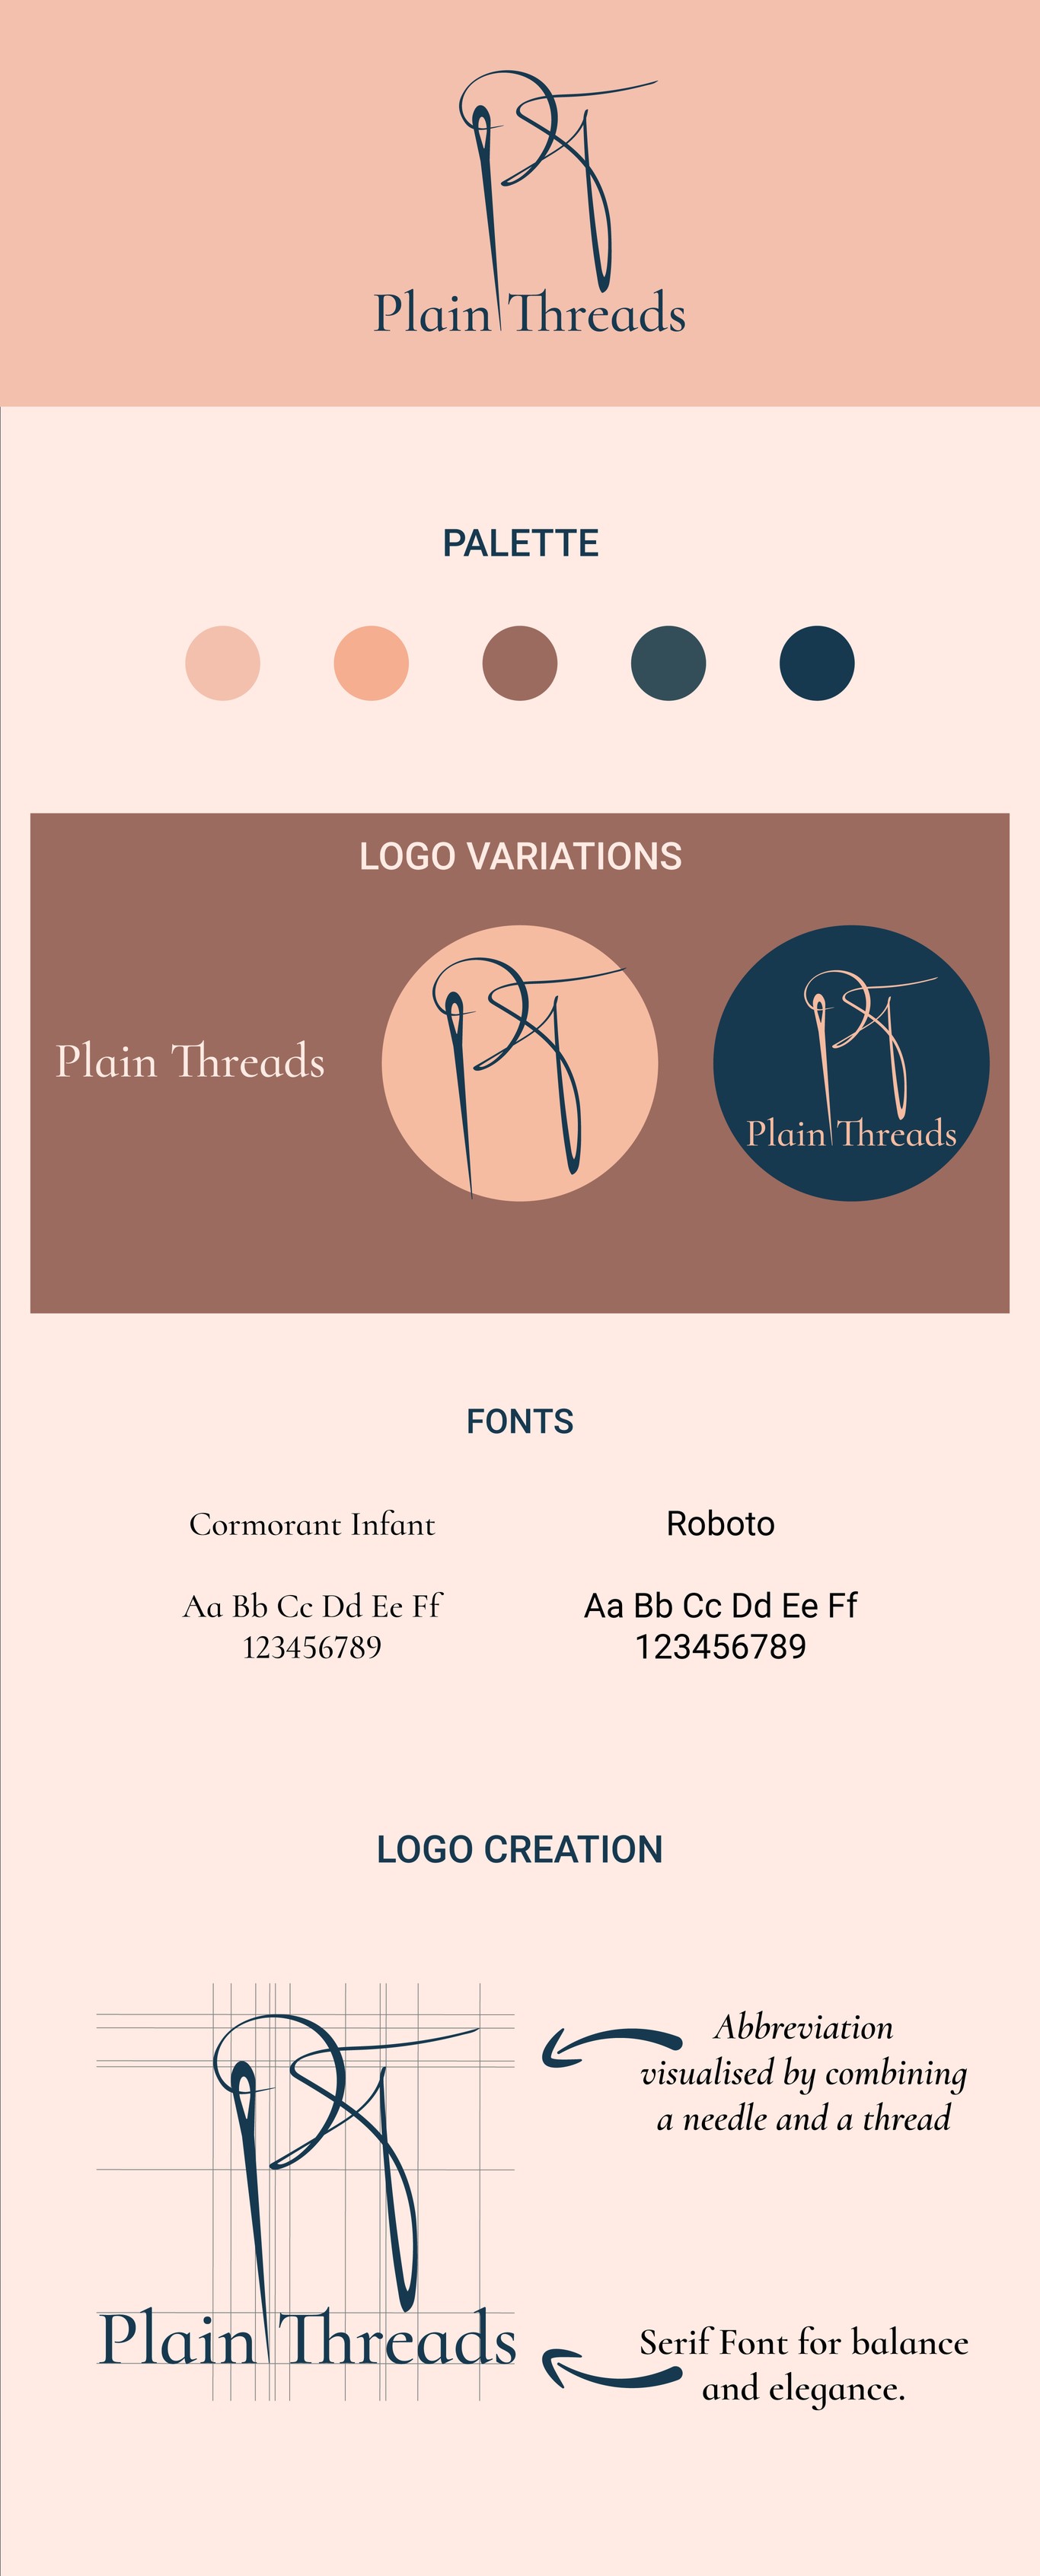 Plain Threads
PALETTE
LOGO VARIATIONS
Plain Threads
Plain Threads
FONTS
Cormorant Infant
Roboto
Aa Bb Cc Dd Ee Ff
123456789
Aa Bb Cc Dd Ee Ff
123456789
LOGO CREATION
Abbreviation
visualised by combining
a needle and a thread
Plain Threads
Serif Font for balance
and elegance.